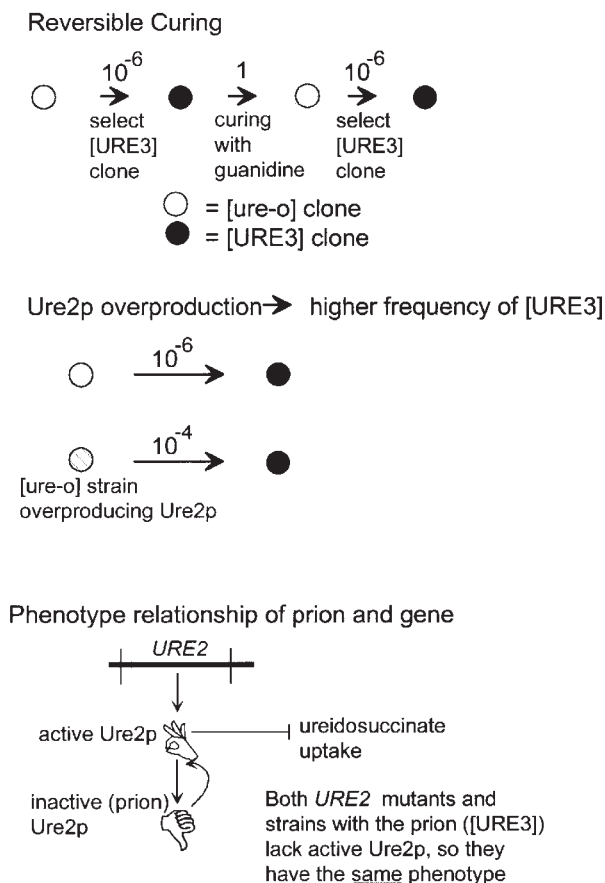 Reversible Curing
10-6 1 10-6
select curing select
[URE3] with [URE3]
clone guanidine clone
= [ure-o] clone
= [URE3] clone
Ure2p overproduction→ higher frequency of [URE3]
10-6
10-4
[ure-o] strain
overproducing Ure2p
Phenotype relationship of prion and gene
URE2
active Ure2p
ureidosuccinate
uptake
inactive (prion)
Ure2p
Both URE2 mutants and
strains with the prion ([URE3])
lack active Ure2p, so they
have the same phenotype